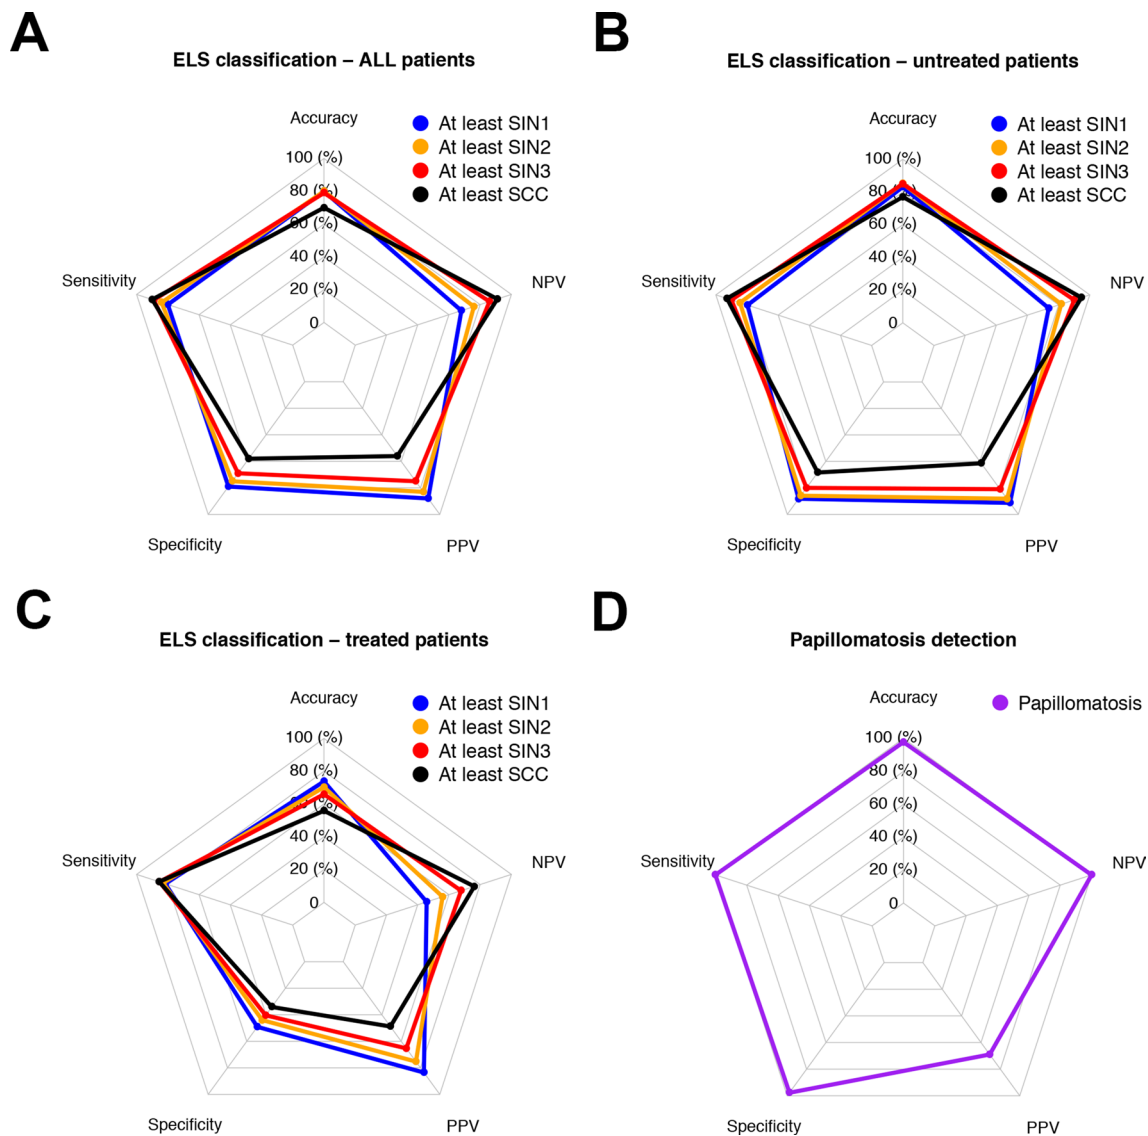 A
ELS classification – ALL patients
Accuracy
At least SIN1
At least SIN2
At least SIN3
At least SCC
100 (%)
80 (%)
60 (%)
40 (%)
20 (%)
0
Sensitivity
NPV
Specificity
PPV
B
ELS classification – untreated patients
Accuracy
At least SIN1
At least SIN2
At least SIN3
At least SCC
100 (%)
80 (%)
60 (%)
40 (%)
20 (%)
0
Sensitivity
NPV
Specificity
PPV
C
ELS classification – treated patients
Accuracy
At least SIN1
At least SIN2
At least SIN3
At least SCC
100 (%)
80 (%)
60 (%)
40 (%)
20 (%)
0
Sensitivity
NPV
Specificity
PPV
D
Papillomatosis detection
Accuracy
Papillomatosis
100 (%)
80 (%)
60 (%)
40 (%)
20 (%)
0
Sensitivity
NPV
Specificity
PPV